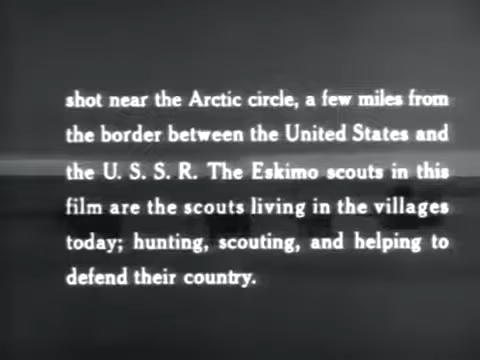 shot near the Arctic circle, a few miles from
the border between the United States and
the U. S. S. R. The Eskimo scouts in this
film are the scouts living in the villages
today; hunting, scouting, and helping to
defend their country.